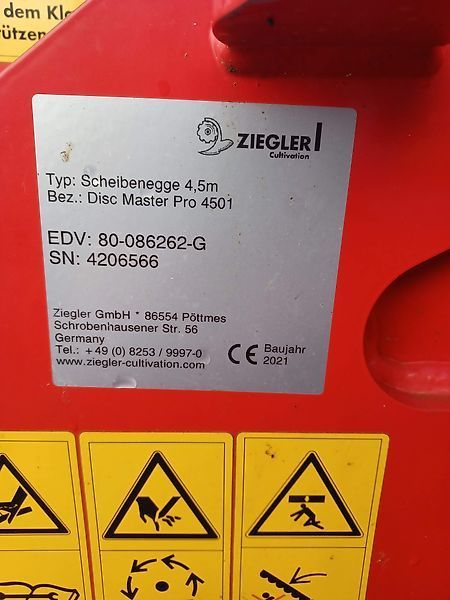 dem Klo
ützen
ZIEGLER
Cultivation
Typ: Scheibenegge 4,5m
Bez.: Disc Master Pro 4501
EDV: 80-086262-G
SN: 4206566
Ziegler GmbH * 86554 Pöttmes
Schrobenhausener Str. 56
Germany
Tel.: +49 (0) 8253 / 9997-0
www.ziegler-cultivation.com
CE Baujahr
2021